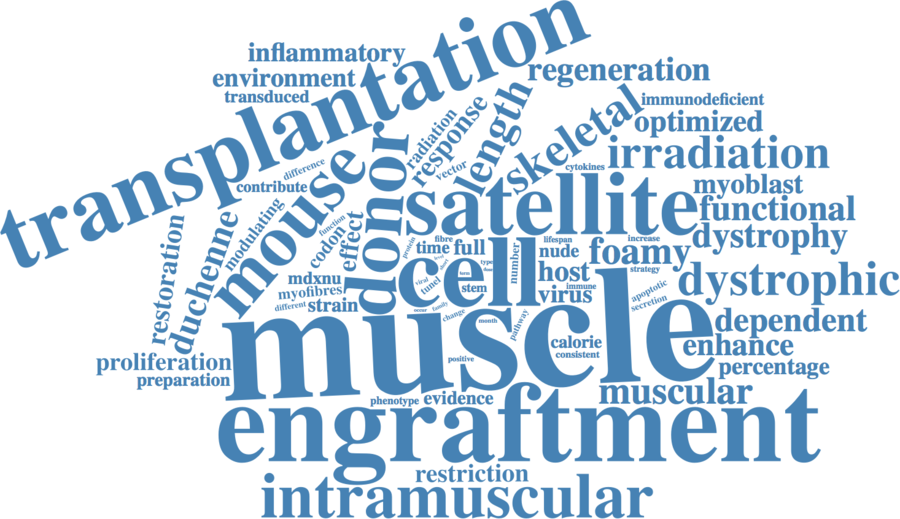 transplantation
inflammatory
environment
transduced
regeneration
immunodeficient
optimized
skeletal
length
response
radiation
vector
cytokines
irradiation
difference
contribute
mouse
donor
satellite
myoblast
functional
dystrophy
modulating
duchenne
restoration
function
codon
effect
protein
fibre
time
full
number
lifespan
nude
increase
foamy
cell
viral
tunel
stem
type
host
immune
virus
strategy
dystrophic
apoptotic
secretion
mdxnu
myofibres
different
strain
muscle
occur
family
change
month
pathway
calorie
consistent
positive
dependent
enhance
percentage
proliferation
preparation
phenotype
evidence
muscular
engraftment
restriction
intramuscular